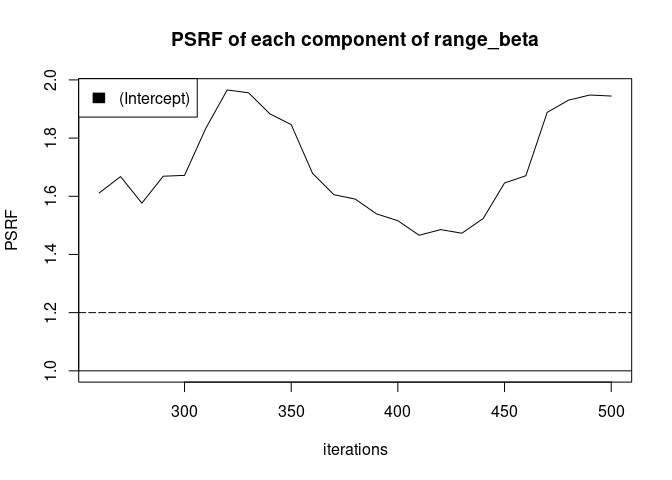 PSRF of each component of range_beta
(Intercept)
PSRF
2.0
1.8
1.6
1.4
1.2
1.0
300 350 400 450 500
iterations